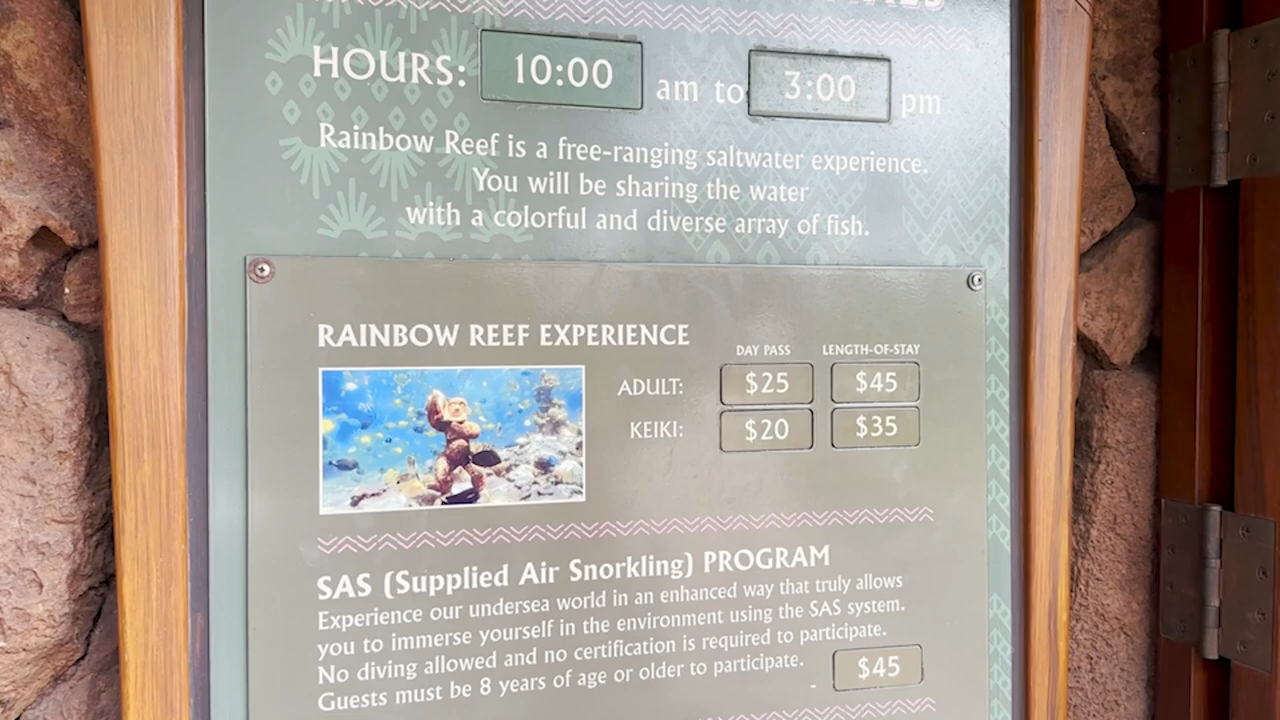 HOURS: 10:00 am to 3:00 pm
Rainbow Reef is a free-ranging saltwater experience.
You will be sharing the water
with a colorful and diverse array of fish.
RAINBOW REEF EXPERIENCE
DAY PASS LENGTH-OF-STAY
ADULT: $25 $45
KEIKI: $20 $35
SAS (Supplied Air Snorkling) PROGRAM
Experience our undersea world in an enhanced way that truly allows
you to immerse yourself in the environment using the SAS system.
No diving allowed and no certification is required to participate.
Guests must be 8 years of age or older to participate. - $45